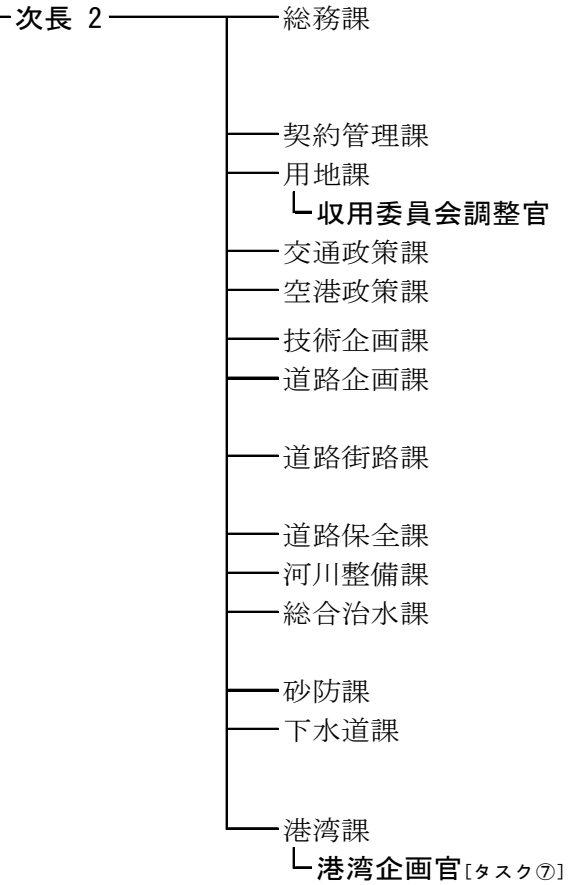 次長 2
総務課
契約管理課
用地課
収用委員会調整官
交通政策課
空港政策課
技術企画課
道路企画課
道路街路課
道路保全課
河川整備課
総合治水課
砂防課
下水道課
港湾課
港湾企画官[タスク⑦]